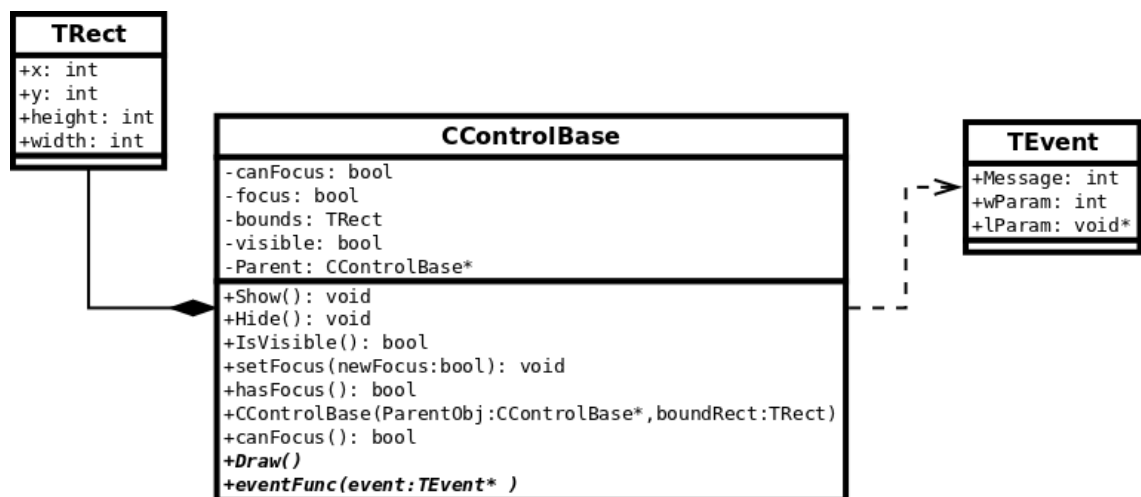 TRect
+x: int
+y: int
+height: int
+width: int
CControlBase
-canFocus: bool
-focus: bool
-bounds: TRect
-visible: bool
-Parent: CControlBase*
+Show(): void
+Hide(): void
+IsVisible(): bool
+setFocus(newFocus:bool): void
+hasFocus(): bool
+CControlBase(ParentObj:CControlBase*,boundRect:TRect)
+canFocus(): bool
+Draw()
+eventFunc(event:TEvent* )
TEvent
+Message: int
+wParam: int
+lParam: void*